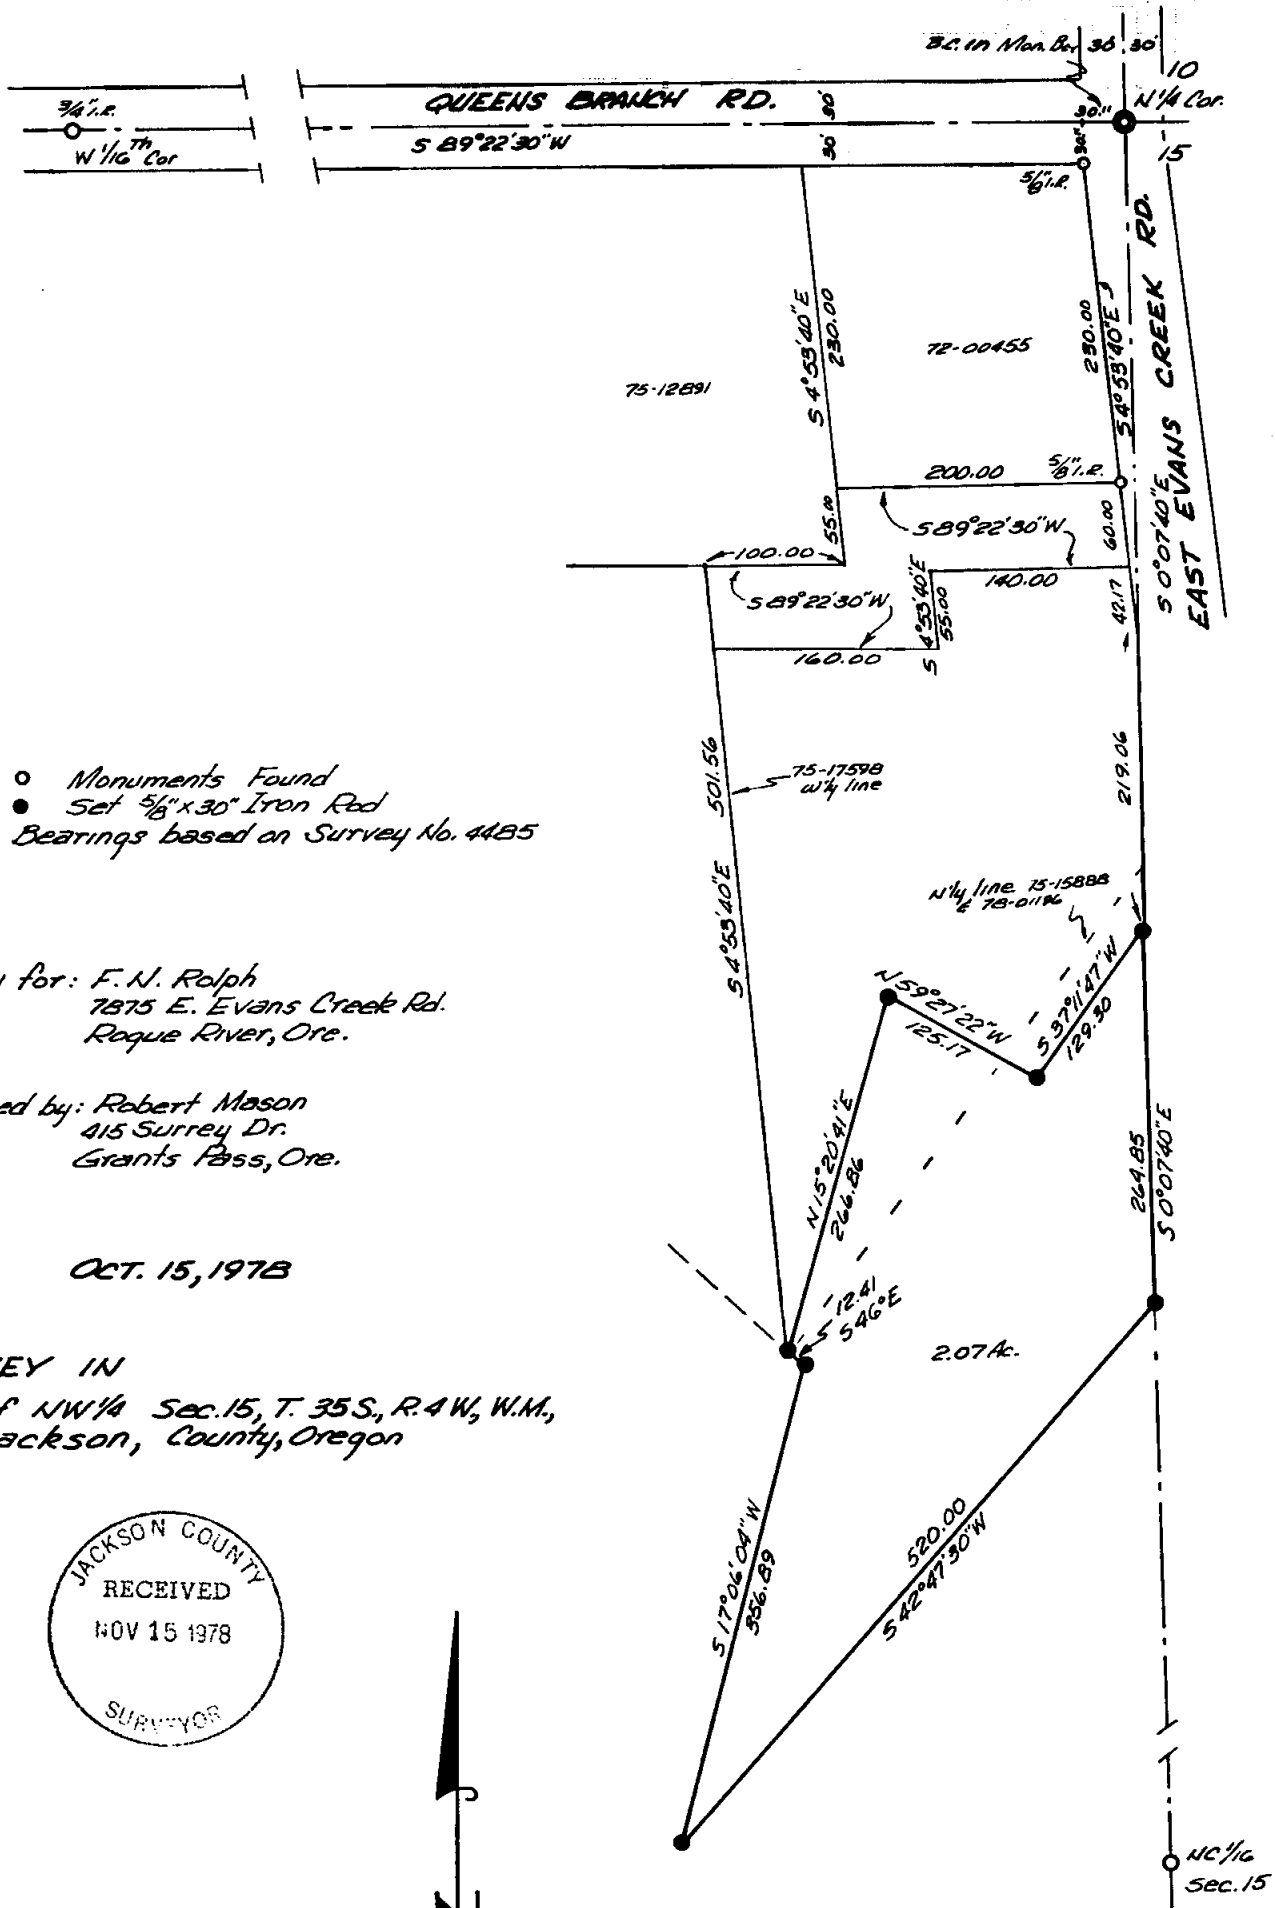 B.C. in Mon. Box 30' 30'
10
N 1/4 Cor.
15
3/4" I.R.
W 1/16 Th Cor
QUEENS BRANCH RD.
S 89°22'30"W
30' 30'
30." 30."
5/8" I.R.
EAST EVANS CREEK RD.
S 0°07'40"E
S 4°53'40"E
230.00
72-00455
75-12891
230.00
S 4°53'40"E
200.00
5/8" I.R.
55.00
S 89°22'30"W
60.00
100.00
S 89°22'30"W
S 4°53'40"E
55.00
140.00
42.17
160.00
219.06
501.56
S 4°53'40"E
75-17598
w'ly line
o Monuments Found
● Set 5/8" x 30" Iron Rod
Bearings based on Survey No. 4485
N'ly line 75-15888
& 78-01196
for: F.N. Rolph
7875 E. Evans Creek Rd.
Rogue River, Ore.
ed by: Robert Mason
415 Surrey Dr.
Grants Pass, Ore.
N 59°27'22"W
125.17
S 37°11'47"W
129.30
N 15°20'41"E
266.86
264.85
S 0°07'40"E
OCT. 15, 1978
12.41
S 46°E
2.07 Ac.
EY IN
f NW 1/4 Sec. 15, T. 35 S., R. 4 W, W.M.,
ackson, County, Oregon
S 17°06'04"W
356.89
520.00
S 42°47'30"W
JACKSON COUNTY
RECEIVED
NOV 15 1978
SURVEYOR
NC 1/16
Sec. 15